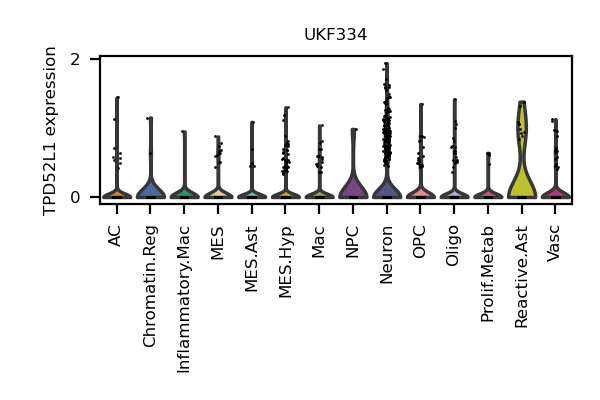 UKF334
TPD52L1 expression
2
0
AC
Chromatin.Reg
Inflammatory.Mac
MES
MES.Ast
MES.Hyp
Mac
NPC
Neuron
OPC
Oligo
Prolif.Metab
Reactive.Ast
Vasc